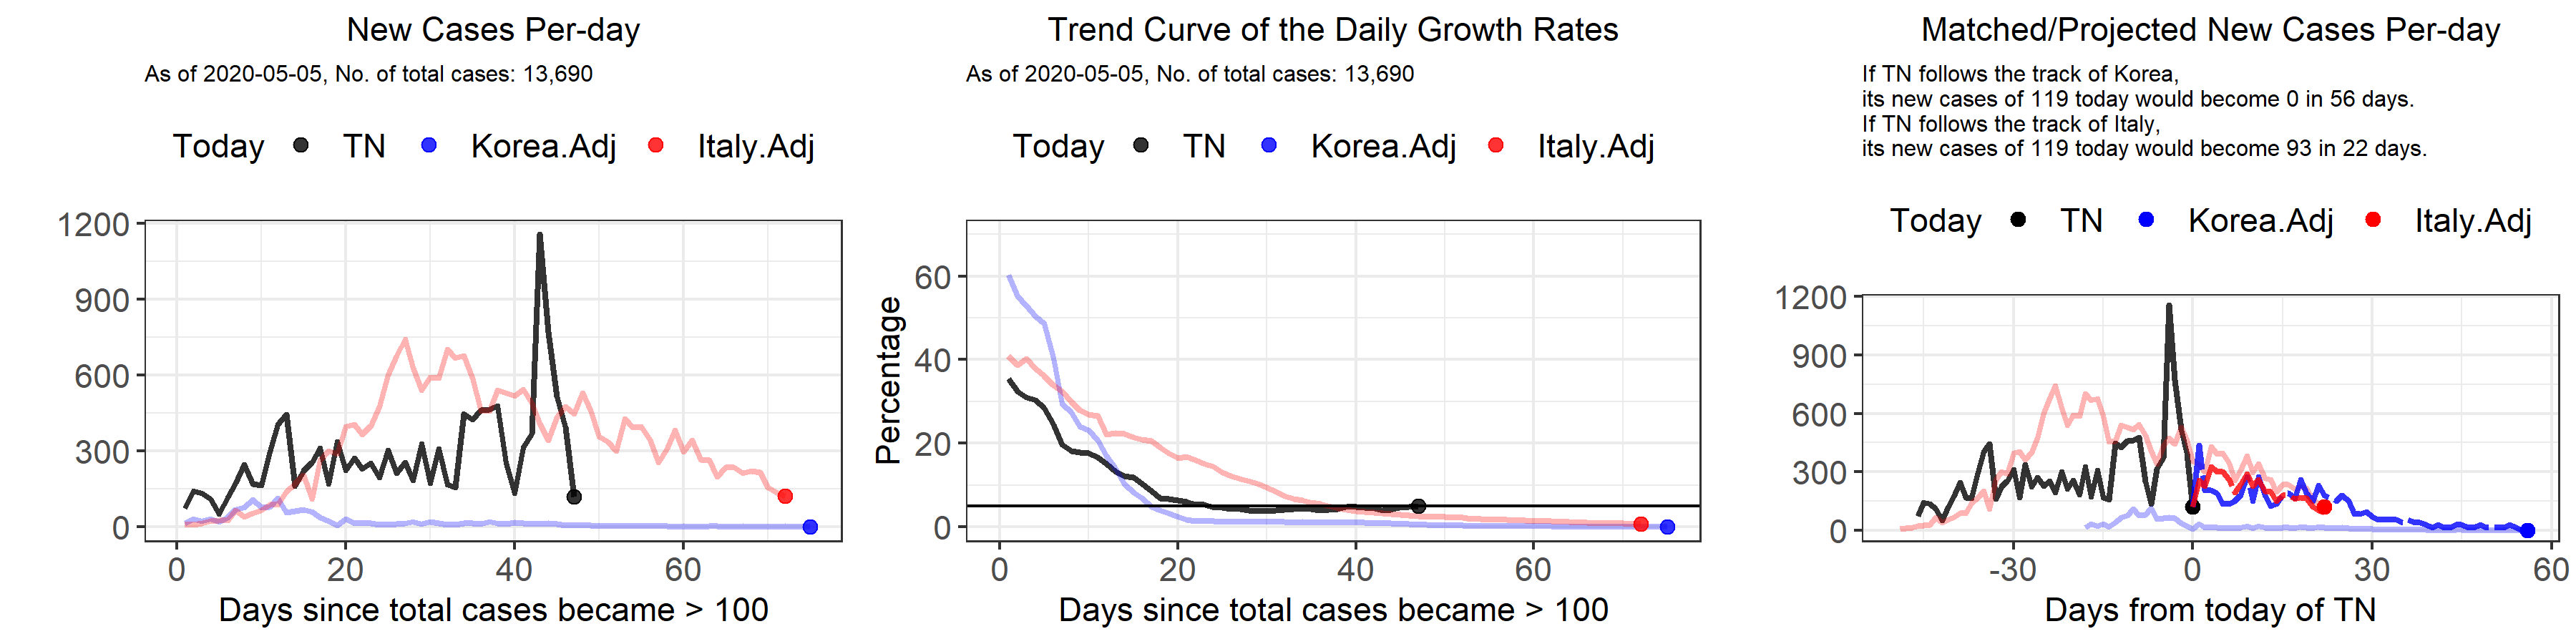 New Cases Per-day
As of 2020-05-05, No. of total cases: 13,690
Today TN Korea.Adj Italy.Adj
1200
900
600
300
0
0 20 40 60
Days since total cases became > 100
Trend Curve of the Daily Growth Rates
As of 2020-05-05, No. of total cases: 13,690
Today TN Korea.Adj Italy.Adj
Percentage
60
40
20
0
0 20 40 60
Days since total cases became > 100
Matched/Projected New Cases Per-day
If TN follows the track of Korea,
its new cases of 119 today would become 0 in 56 days.
If TN follows the track of Italy,
its new cases of 119 today would become 93 in 22 days.
Today TN Korea.Adj Italy.Adj
1200
900
600
300
0
-30 0 30 60
Days from today of TN